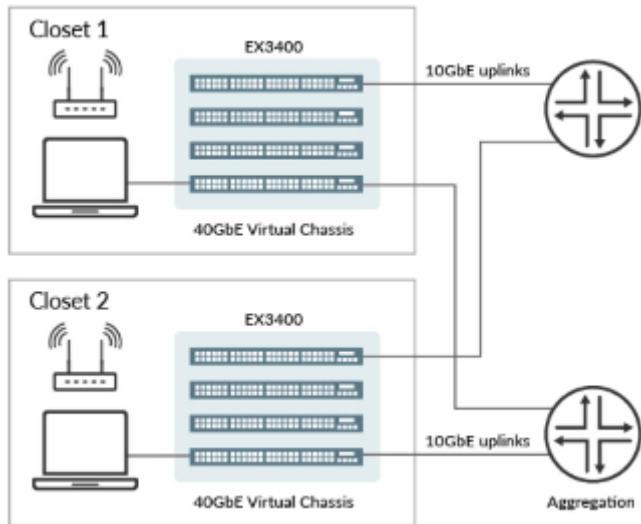 Closet 1
EX3400
10GbE uplinks
40GbE Virtual Chassis
Closet 2
EX3400
10GbE uplinks
40GbE Virtual Chassis
Aggregation